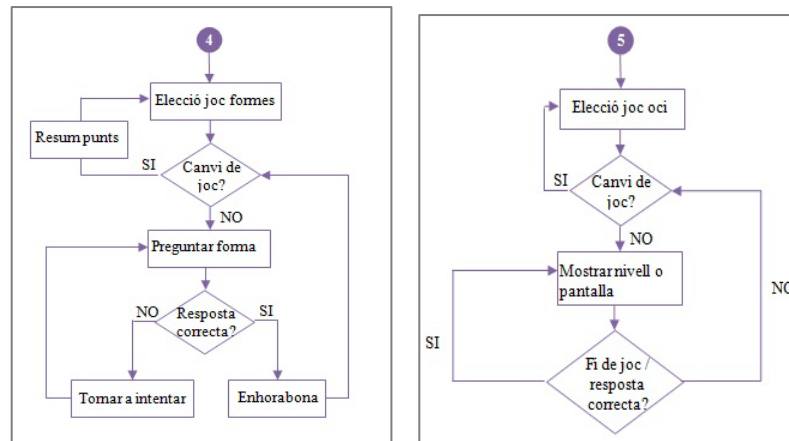 4
Elecció joc formes
Resum punts
SI
Canvi de
joc?
NO
Preguntar forma
NO
Resposta
correcta?
SI
Tornar a intentar
Enhorabona
5
Elecció joc oci
SI
Canvi de
joc?
NO
Mostrar nivell o
pantalla
SI
NO
Fi de joc /
resposta
correcta?